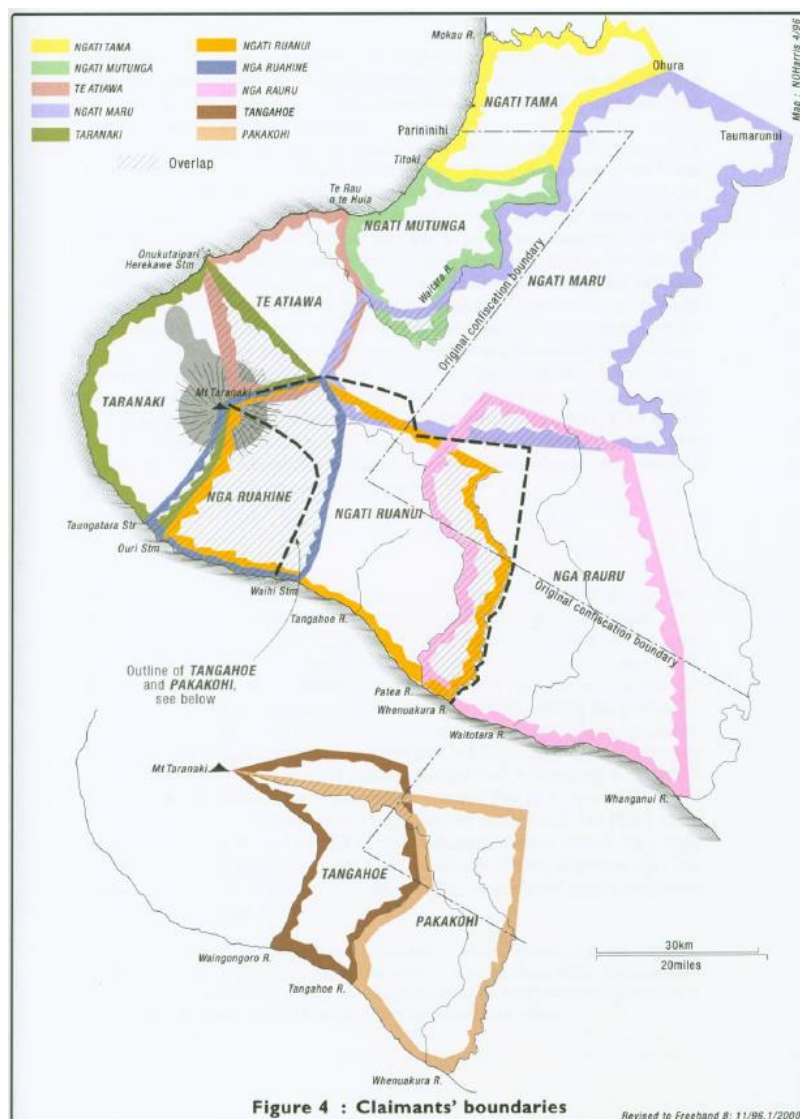 NGATI TAMA
NGATI MUTUNGA
TE ATIAWA
NGATI MARU
TARANAKI
NGATI RUANUI
NGA RUAHINE
NGA RAURU
TANGAHOE
PAKAKOHI
Overlap
Map : NOHarris 4/96
Mokau R.
Ohura
NGATI TAMA
Parininihi
Taumarunui
Titoki
Te Rau
o te Huia
NGATI MUTUNGA
Onukutaipari
Herekawe Stm
Waitara R.
NGATI MARU
TE ATIAWA
Original confiscation boundary
Mt Taranaki
TARANAKI
NGA RUAHINE
NGATI RUANUI
Taungatara Str
Ouri Stm
NGA RAURU
Waihi Stm
Original confiscation boundary
Tangahoe R.
Outline of TANGAHOE
and PAKAKOHI,
see below
Patea R.
Whenuakura R.
Waitotara R.
Mt Taranaki
Whanganui R.
TANGAHOE
PAKAKOHI
Waingongoro R.
30km
20miles
Tangahoe R.
Whenuakura R.
Figure 4 : Claimants' boundaries
Revised to Freehand 8: 11/96.1/2000